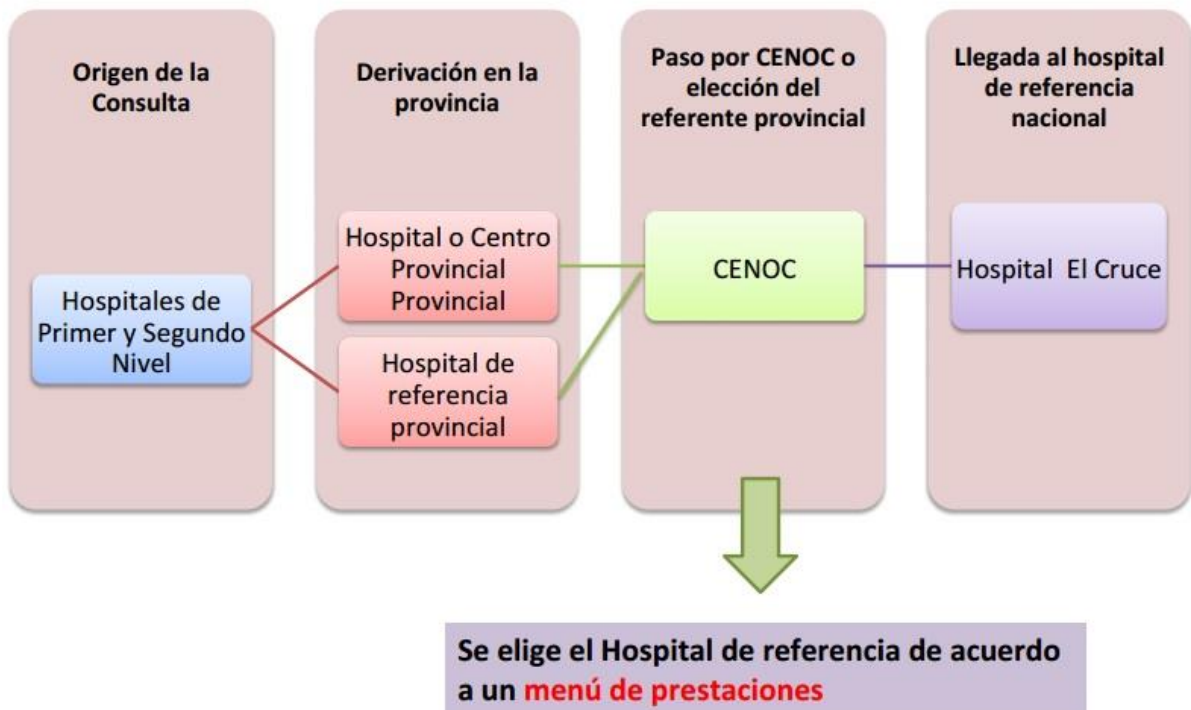 Origen de la
Consulta
Derivación en la
provincia
Paso por CENOC o
elección del
referente provincial
Llegada al hospital
de referencia
nacional
Hospitales de
Primer y Segundo
Nivel
Hospital o Centro
Provincial
Provincial
Hospital de
referencia
provincial
CENOC
Hospital El Cruce
Se elige el Hospital de referencia de acuerdo
a un menú de prestaciones